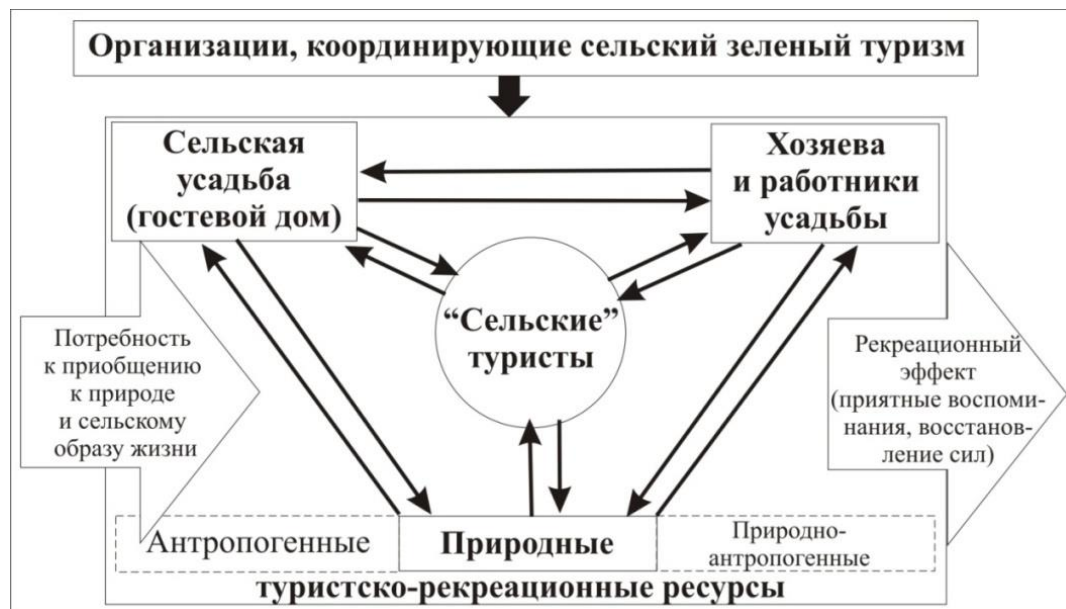 Организации, координирующие сельский зеленый туризм
Сельская
усадьба
(гостевой дом)
Хозяева
и работники
усадьбы
“Сельские”
туристы
Потребность
к приобщению
к природе
и сельскому
образу жизни
Рекреационный
эффект
(приятные воспоми-
нания, восстанов-
ление сил)
Антропогенные
Природные
Природно-
антропогенные
туристско-рекреационные ресурсы